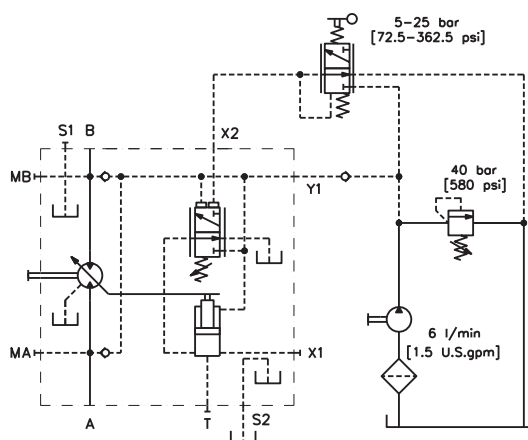 5-25 bar
[72.5-362.5 psi]
S1 B
X2
MB
Y1
40 bar
[580 psi]
6 l/min
[1.5 U.S.gpm]
MA
X1
A
T
S2